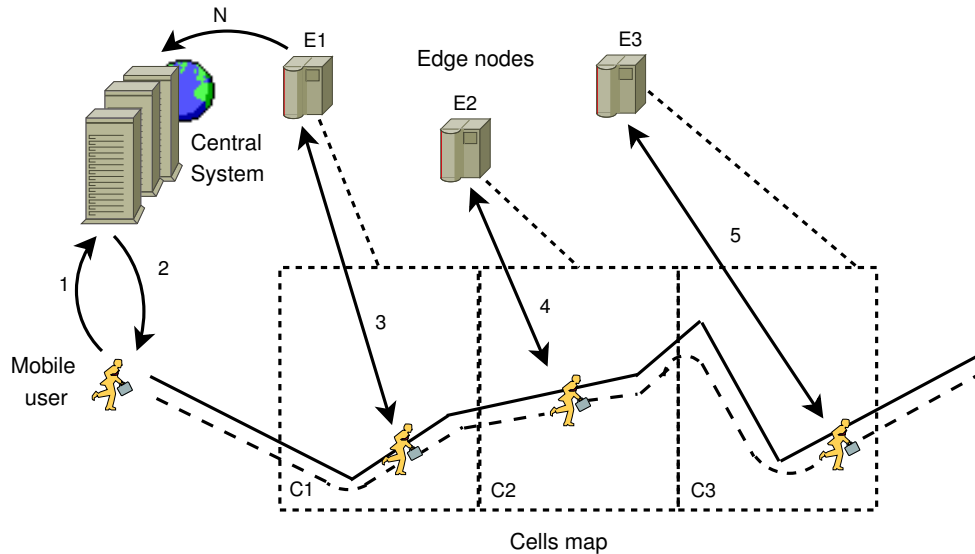 N
E1
E3
Edge nodes
E2
Central
System
1
2
5
3
4
Mobile
user
C1
C2
C3
Cells map